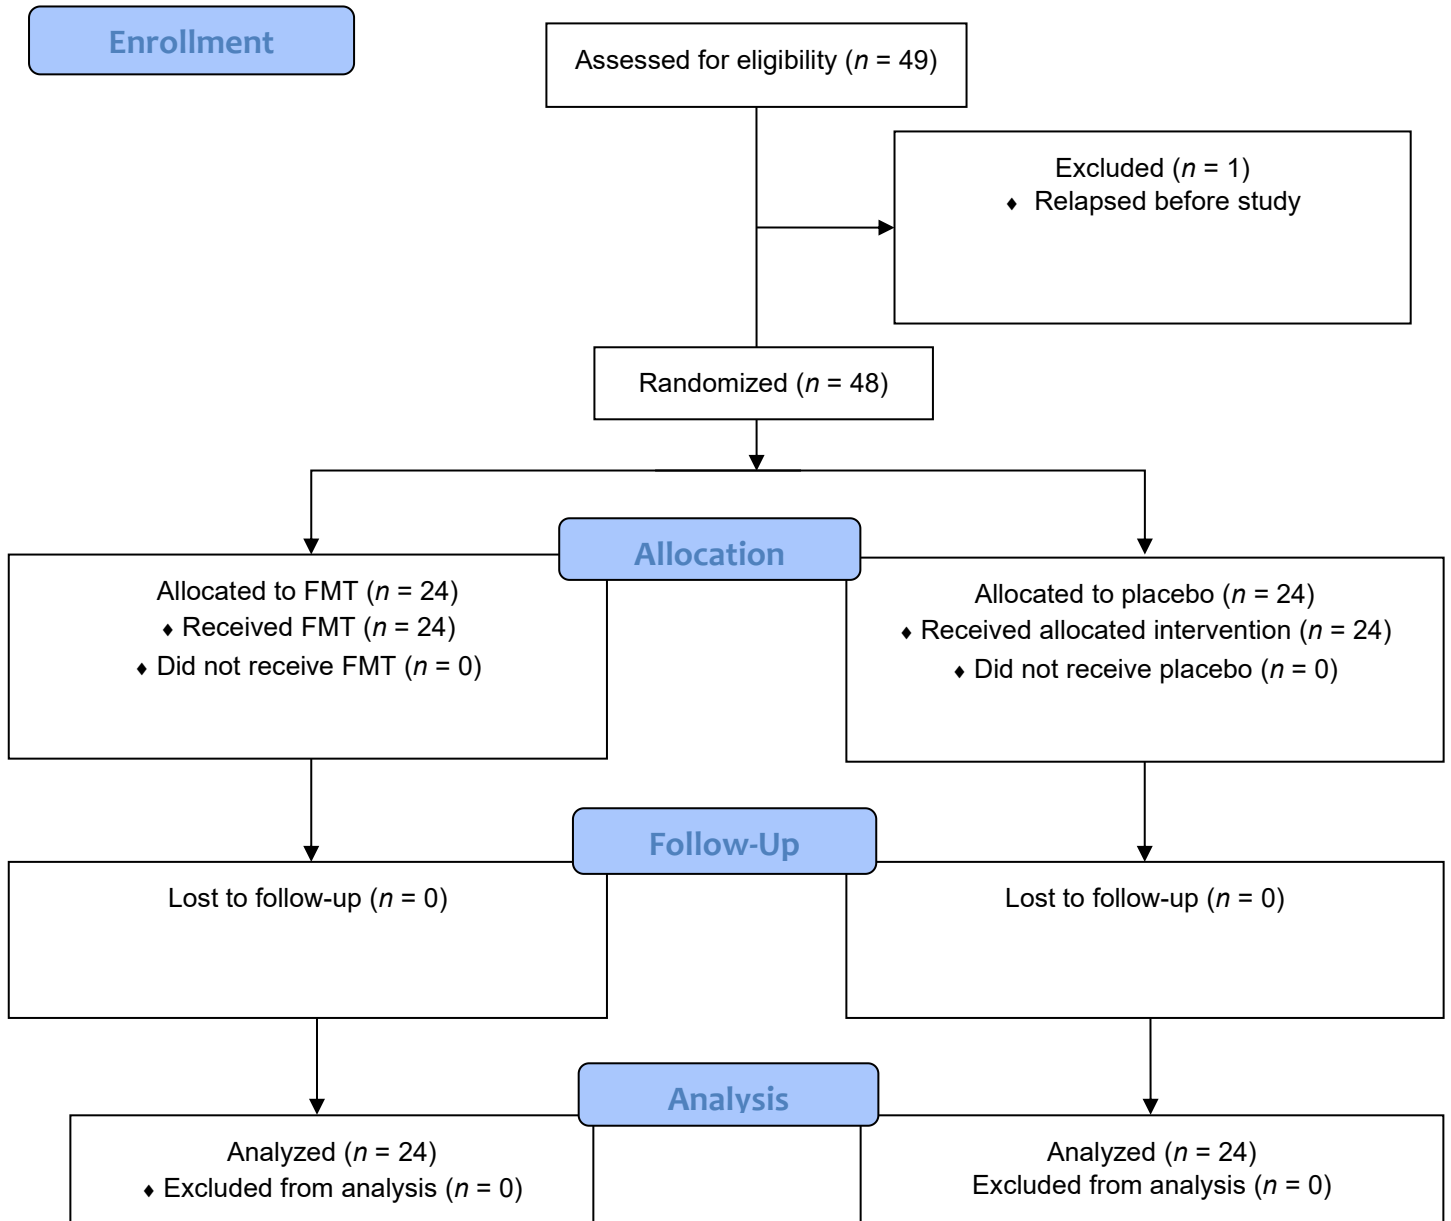 Enrollment
Assessed for eligibility (n = 49)
Excluded (n = 1)
♦ Relapsed before study
Randomized (n = 48)
Allocation
Allocated to FMT (n = 24)
♦ Received FMT (n = 24)
♦ Did not receive FMT (n = 0)
Allocated to placebo (n = 24)
♦ Received allocated intervention (n = 24)
♦ Did not receive placebo (n = 0)
Follow-Up
Lost to follow-up (n = 0)
Lost to follow-up (n = 0)
Analysis
Analyzed (n = 24)
♦ Excluded from analysis (n = 0)
Analyzed (n = 24)
Excluded from analysis (n = 0)